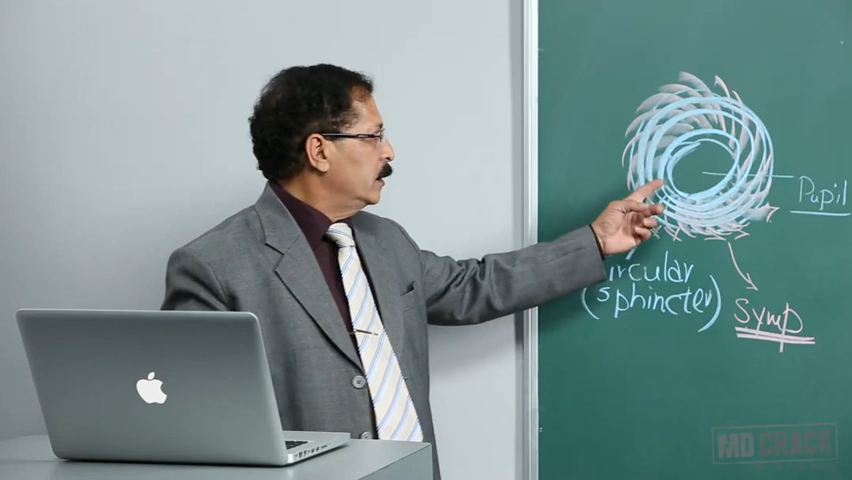 Pupil
ircular
(sphincter)
Symp
MD CRACK